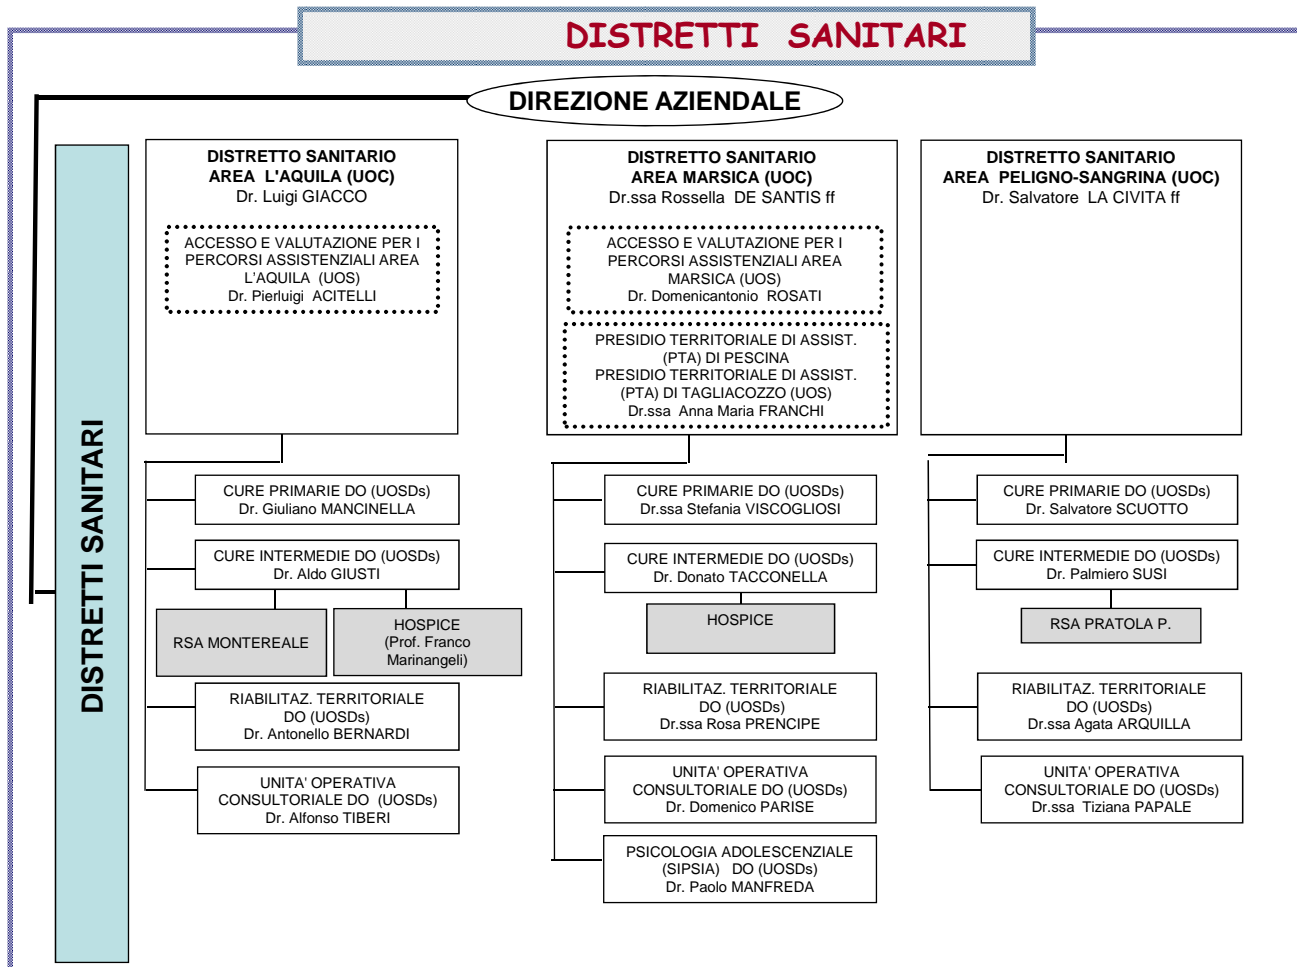 DISTRETTI SANITARI
DIREZIONE AZIENDALE
DISTRETTI SANITARI
DISTRETTO SANITARIO
AREA L'AQUILA (UOC)
Dr. Luigi GIACCO
ACCESSO E VALUTAZIONE PER I
PERCORSI ASSISTENZIALI AREA
L'AQUILA (UOS)
Dr. Pierluigi ACITELLI
CURE PRIMARIE DO (UOSDs)
Dr. Giuliano MANCINELLA
CURE INTERMEDIE DO (UOSDs)
Dr. Aldo GIUSTI
RSA MONTEREALE
HOSPICE
(Prof. Franco
Marinangeli)
RIABILITAZ. TERRITORIALE
DO (UOSDs)
Dr. Antonello BERNARDI
UNITA' OPERATIVA
CONSULTORIALE DO (UOSDs)
Dr. Alfonso TIBERI
DISTRETTO SANITARIO
AREA MARSICA (UOC)
Dr.ssa Rossella DE SANTIS ff
ACCESSO E VALUTAZIONE PER I
PERCORSI ASSISTENZIALI AREA
MARSICA (UOS)
Dr. Domenicantonio ROSATI
PRESIDIO TERRITORIALE DI ASSIST.
(PTA) DI PESCINA
PRESIDIO TERRITORIALE DI ASSIST.
(PTA) DI TAGLIACOZZO (UOS)
Dr.ssa Anna Maria FRANCHI
CURE PRIMARIE DO (UOSDs)
Dr.ssa Stefania VISCOGLIOSI
CURE INTERMEDIE DO (UOSDs)
Dr. Donato TACCONELLA
HOSPICE
RIABILITAZ. TERRITORIALE
DO (UOSDs)
Dr.ssa Rosa PRENCIPE
UNITA' OPERATIVA
CONSULTORIALE DO (UOSDs)
Dr. Domenico PARISE
PSICOLOGIA ADOLESCENZIALE
(SIPSIA) DO (UOSDs)
Dr. Paolo MANFREDA
DISTRETTO SANITARIO
AREA PELIGNO-SANGRINA (UOC)
Dr. Salvatore LA CIVITA ff
CURE PRIMARIE DO (UOSDs)
Dr. Salvatore SCUOTTO
CURE INTERMEDIE DO (UOSDs)
Dr. Palmiero SUSI
RSA PRATOLA P.
RIABILITAZ. TERRITORIALE
DO (UOSDs)
Dr.ssa Agata ARQUILLA
UNITA' OPERATIVA
CONSULTORIALE DO (UOSDs)
Dr.ssa Tiziana PAPALE